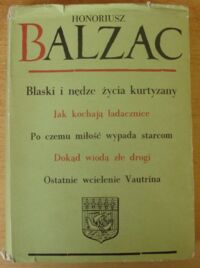 HONORIUSZ
BALZAC
Blaski i nędze życia kurtyzany
Jak kochają ladacznice
Po czemu miłość wypada starcom
Dokąd wiodą złe drogi
Ostatnie wcielenie Vautrina